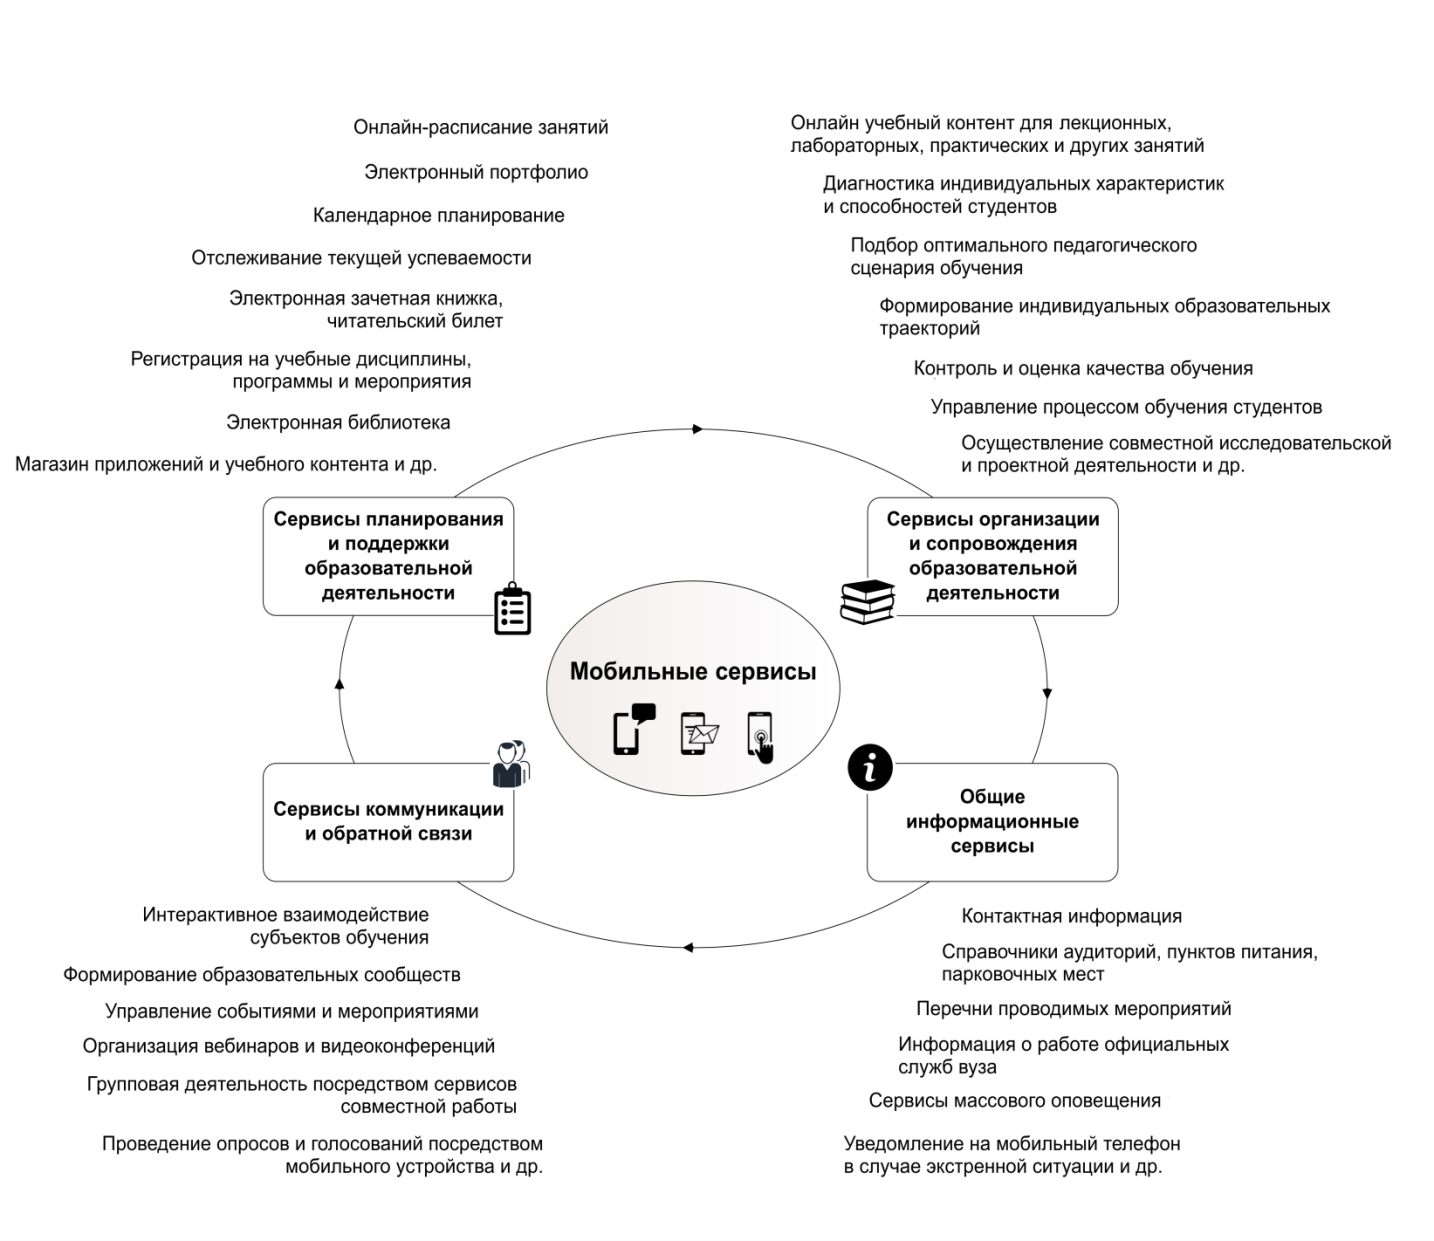 Онлайн-расписание занятий
Электронный портфолио
Календарное планирование
Отслеживание текущей успеваемости
Электронная зачетная книжка,
читательский билет
Регистрация на учебные дисциплины,
программы и мероприятия
Электронная библиотека
Магазин приложений и учебного контента и др.
Онлайн учебный контент для лекционных,
лабораторных, практических и других занятий
Диагностика индивидуальных характеристик
и способностей студентов
Подбор оптимального педагогического
сценария обучения
Формирование индивидуальных образовательных
траекторий
Контроль и оценка качества обучения
Управление процессом обучения студентов
Осуществление совместной исследовательской
и проектной деятельности и др.
Сервисы планирования
и поддержки
образовательной
деятельности
Сервисы организации
и сопровождения
образовательной
деятельности
Мобильные сервисы
Сервисы коммуникации
и обратной связи
i
Общие
информационные
сервисы
Интерактивное взаимодействие
субъектов обучения
Формирование образовательных сообществ
Управление событиями и мероприятиями
Организация вебинаров и видеоконференций
Групповая деятельность посредством сервисов
совместной работы
Проведение опросов и голосований посредством
мобильного устройства и др.
Контактная информация
Справочники аудиторий, пунктов питания,
парковочных мест
Перечни проводимых мероприятий
Информация о работе официальных
служб вуза
Сервисы массового оповещения
Уведомление на мобильный телефон
в случае экстренной ситуации и др.